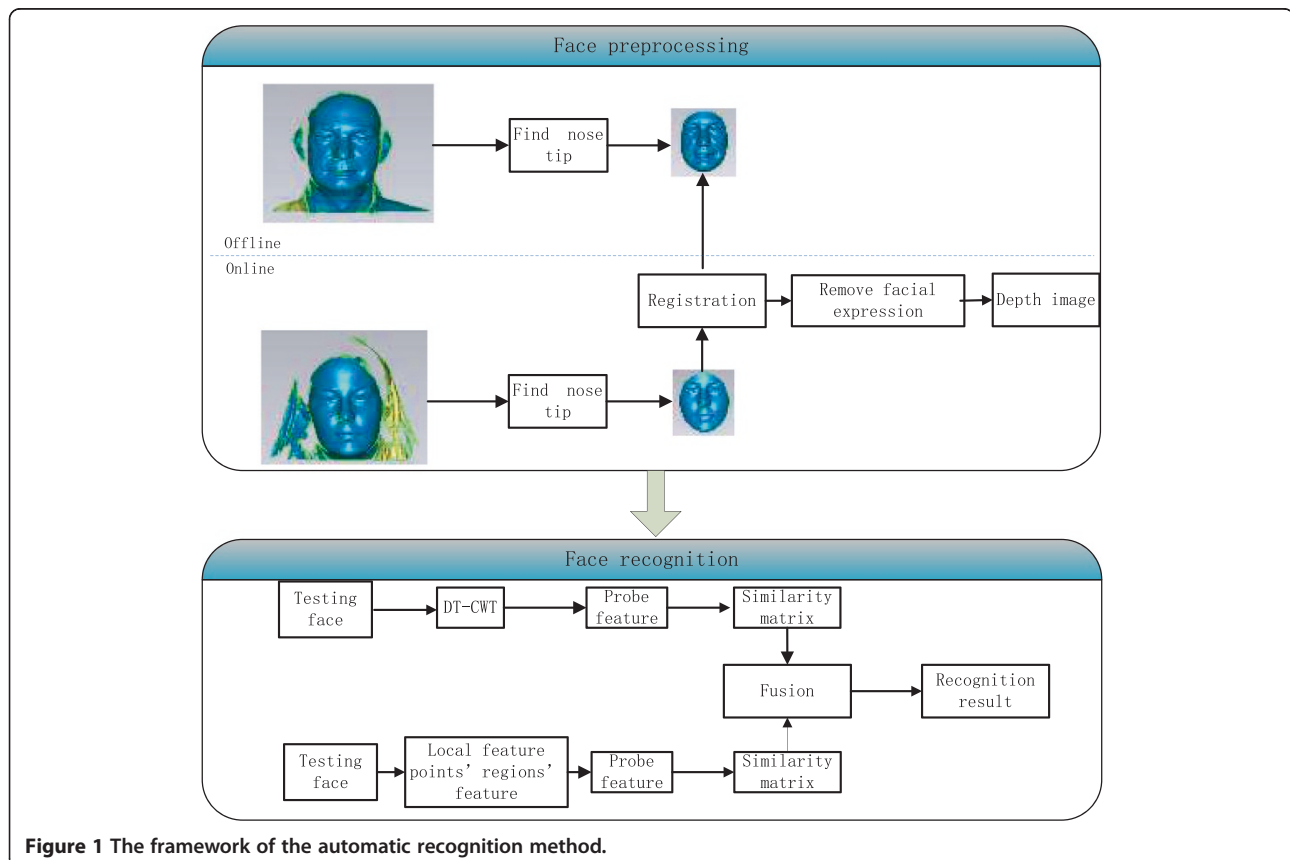 Face preprocessing
Find nose
tip
Offline
Online
Registration
Remove facial
expression
Depth image
Find nose
tip
Face recognition
Testing
face
DT-CWT
Probe
feature
Similarity
matrix
Fusion
Recognition
result
Testing
face
Local feature
points' regions'
feature
Probe
feature
Similarity
matrix
Figure 1 The framework of the automatic recognition method.